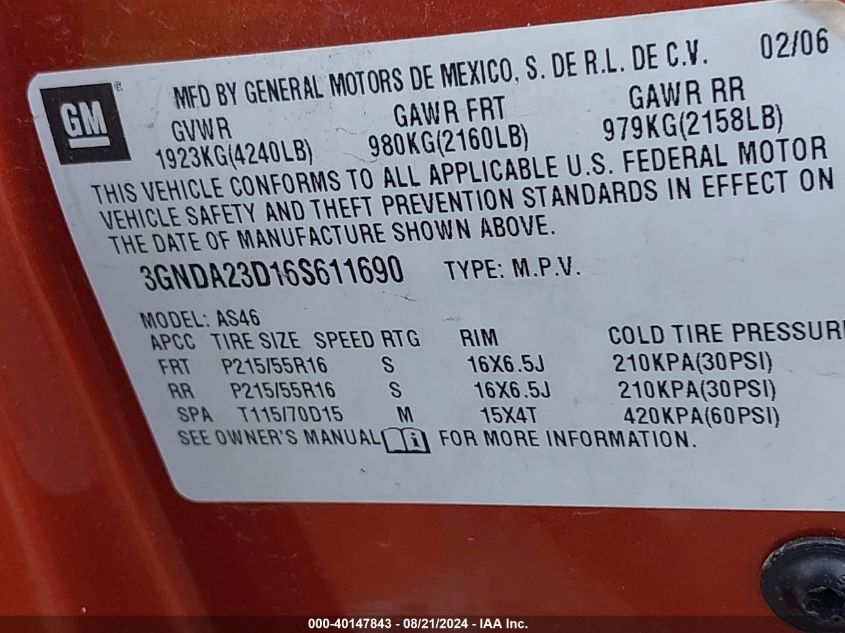 GM®
MFD BY GENERAL MOTORS DE MEXICO, S. DE R.L. DE C.V. 02/06
GVWR GAWR FRT GAWR RR
1923KG(4240LB) 980KG(2160LB) 979KG(2158LB)
THIS VEHICLE CONFORMS TO ALL APPLICABLE U.S. FEDERAL MOTOR
VEHICLE SAFETY AND THEFT PREVENTION STANDARDS IN EFFECT ON
THE DATE OF MANUFACTURE SHOWN ABOVE.
3GNDA23D16S611690 TYPE: M.P.V.
MODEL: AS46
APCC TIRE SIZE SPEED RTG RIM COLD TIRE PRESSURE
FRT P215/55R16 S 16X6.5J 210KPA(30PSI)
RR P215/55R16 S 16X6.5J 210KPA(30PSI)
SPA T115/70D15 M 15X4T 420KPA(60PSI)
SEE OWNER'S MANUAL FOR MORE INFORMATION.
000-40147843 - 08/21/2024 - IAA Inc.